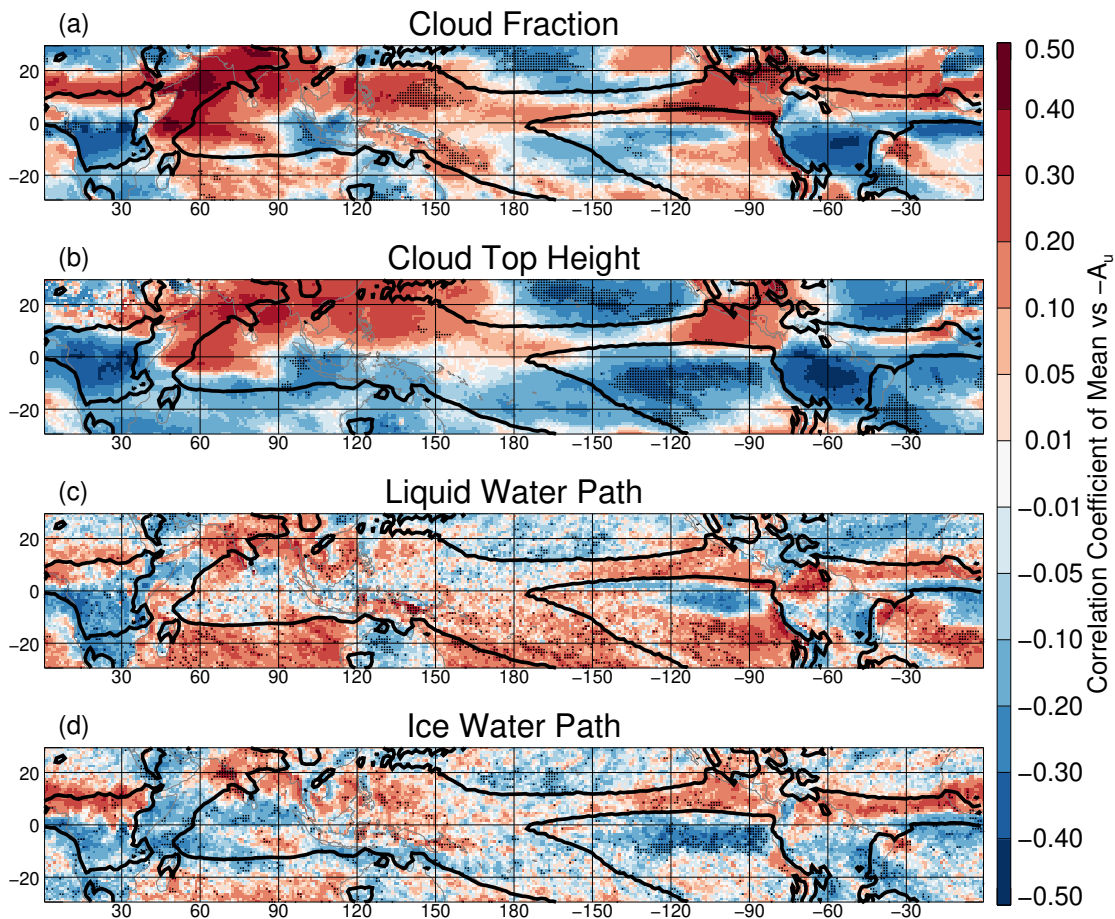 (a) Cloud Fraction
20
0
−20
30 60 90 120 150 180 −150 −120 −90 −60 −30
(b) Cloud Top Height
20
0
−20
30 60 90 120 150 180 −150 −120 −90 −60 −30
(c) Liquid Water Path
20
0
−20
30 60 90 120 150 180 −150 −120 −90 −60 −30
(d) Ice Water Path
20
0
−20
30 60 90 120 150 180 −150 −120 −90 −60 −30
0.50
0.40
0.30
0.20
0.10
0.05
0.01
−0.01
−0.05
−0.10
−0.20
−0.30
−0.40
−0.50
Correlation Coefficient of Mean vs −A_u